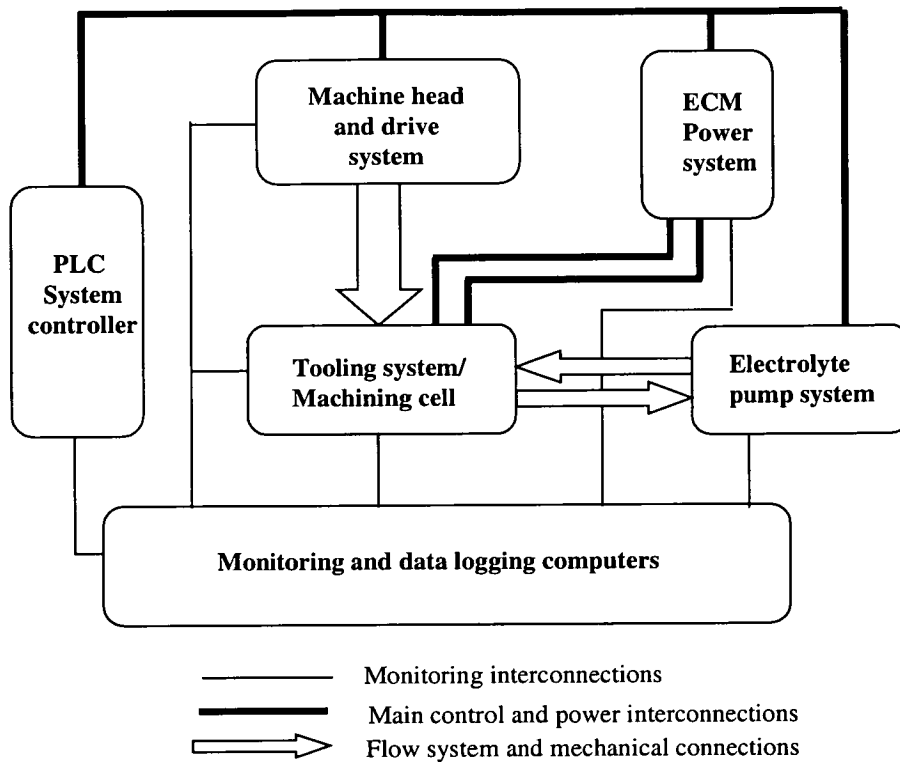 Machine head
and drive
system
ECM
Power
system
PLC
System
controller
Tooling system/
Machining cell
Electrolyte
pump system
Monitoring and data logging computers
Monitoring interconnections
Main control and power interconnections
Flow system and mechanical connections